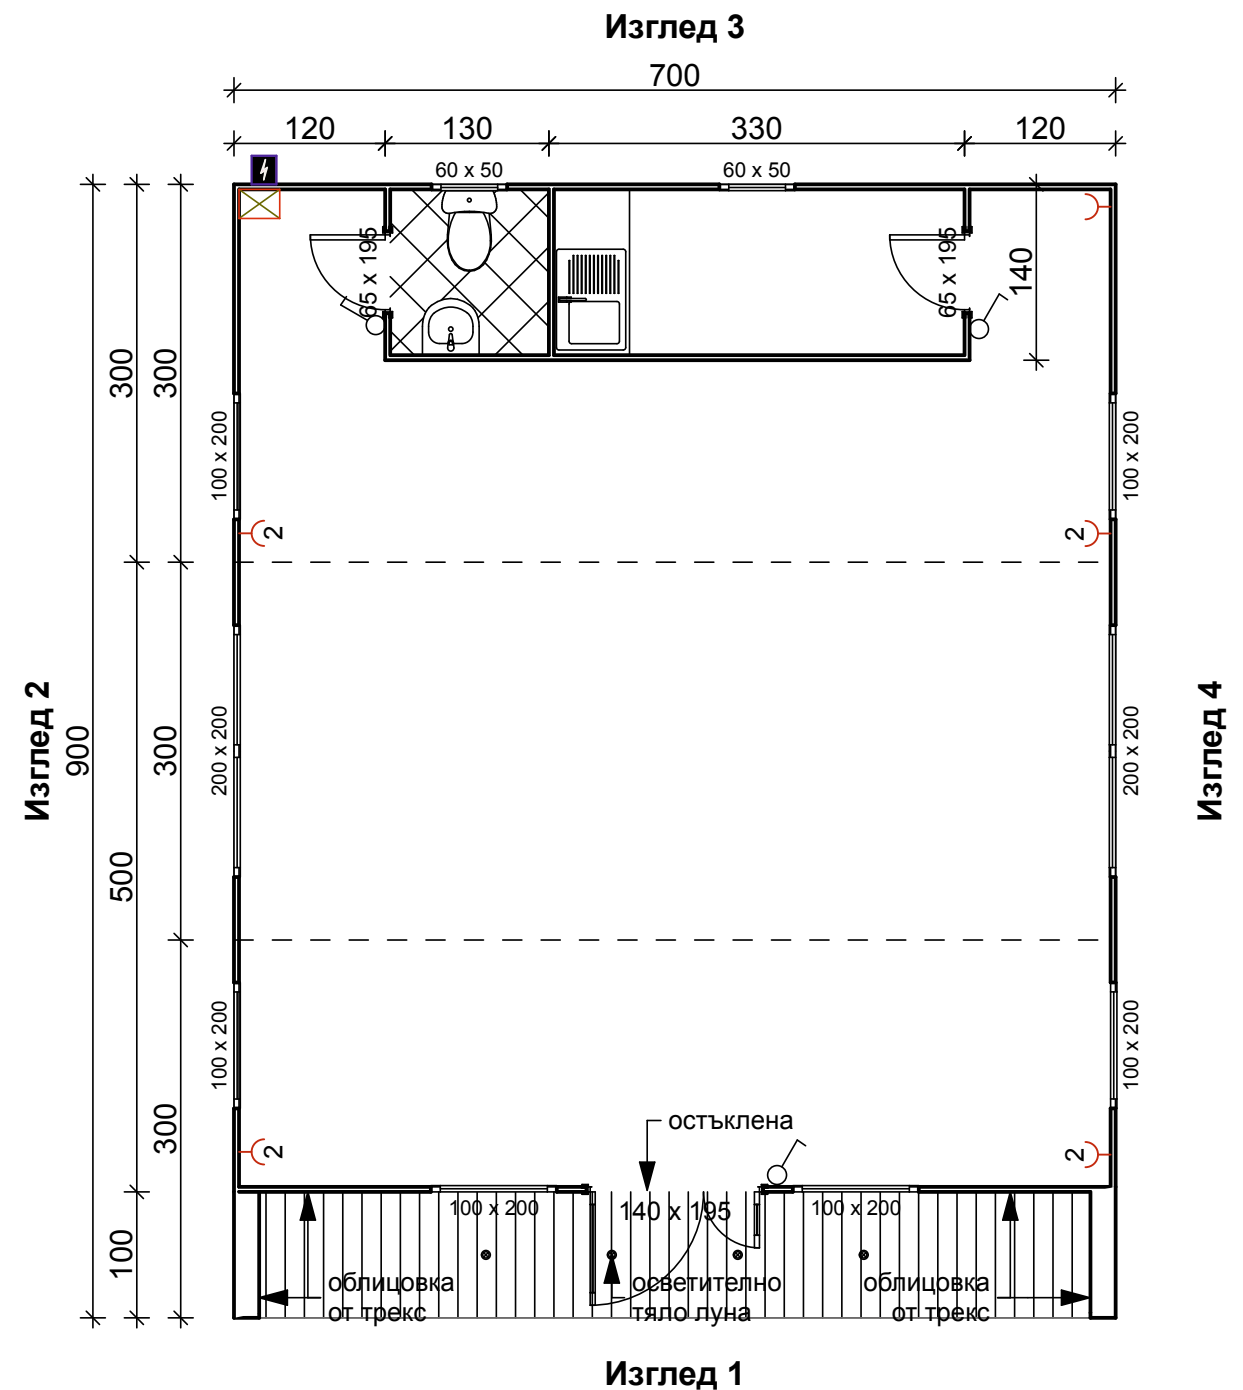 Изглед 3
700
120
130
330
120
60 x 50
60 x 50
65 x 195
65 x 195
140
300
300
100 x 200
100 x 200
2
2
Изглед 2
900
300
200 x 200
200 x 200
Изглед 4
500
100 x 200
100 x 200
300
остъклена
2
2
100 x 200
140 x 195
100 x 200
100
облицовка
от трекс
осветително
тяло луна
облицовка
от трекс
Изглед 1